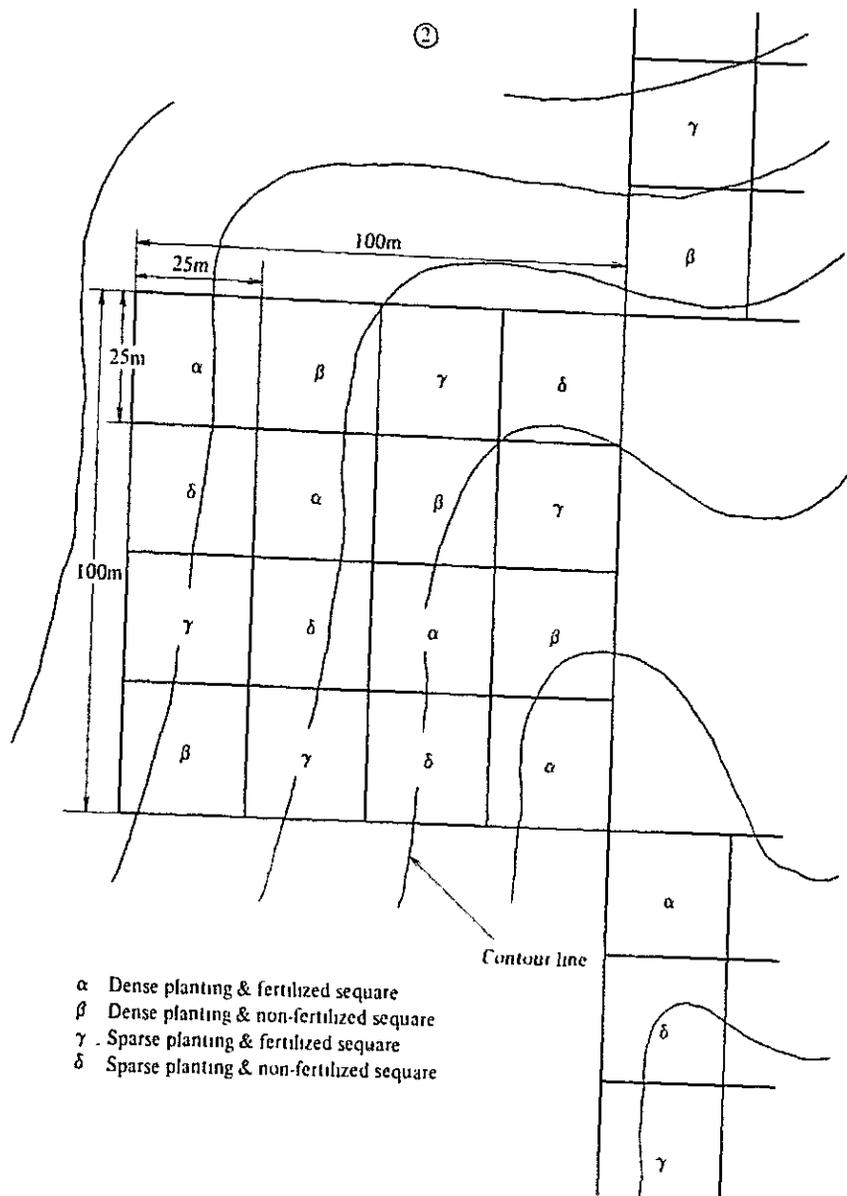 ②
γ
β
100m
25m
25m
α β γ δ
δ α β γ
100m
γ δ α β
β γ δ α
α
Contour line
δ
γ
α Dense planting & fertilized sequare
β Dense planting & non-fertilized sequare
γ . Sparse planting & fertilized sequare
δ Sparse planting & non-fertilized sequare